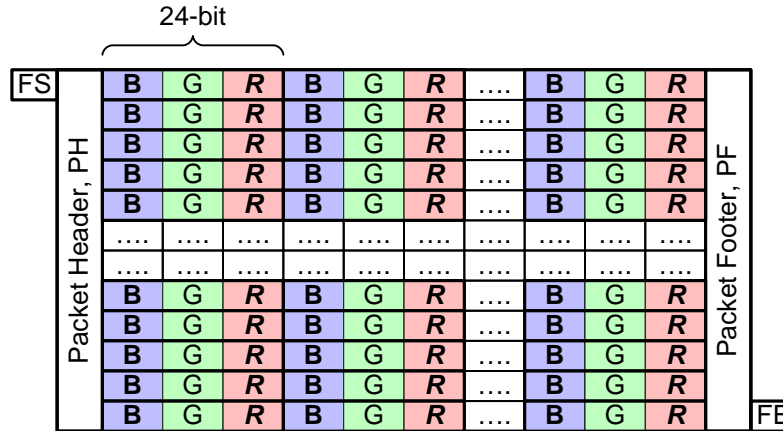 24-bit
FS B G R B G R .... B G R
B G R B G R .... B G R
B G R B G R .... B G R
B G R B G R .... B G R
B G R B G R .... B G R
.... .... .... .... .... .... .... .... .... ....
.... .... .... .... .... .... .... .... .... ....
B G R B G R .... B G R
B G R B G R .... B G R
B G R B G R .... B G R
B G R B G R .... B G R
B G R B G R .... B G R FE
Packet Header, PH
Packet Footer, PF